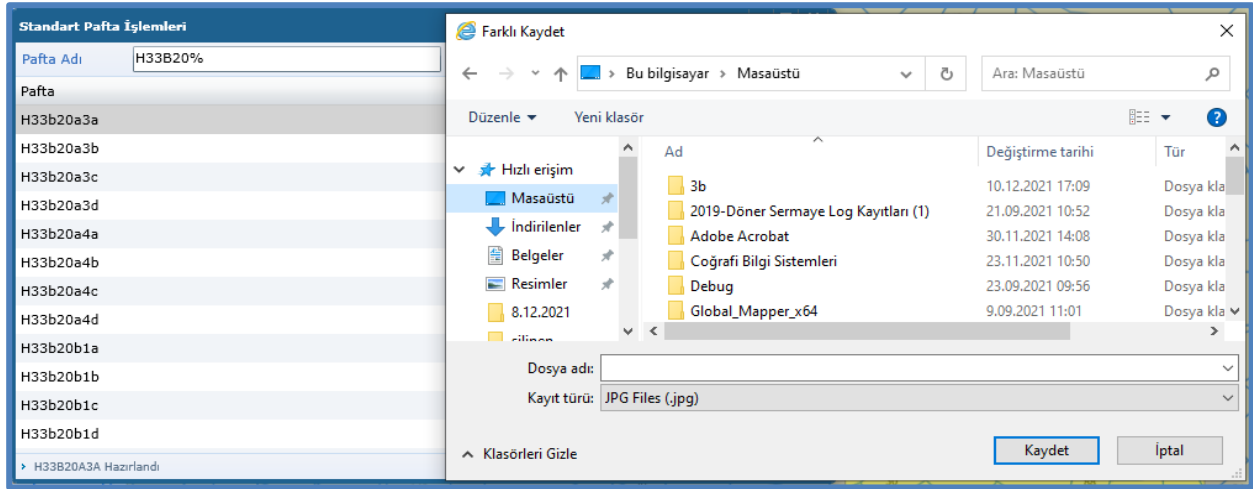 Standart Pafta İşlemleri
Pafta Adı H33B20%
Pafta
H33b20a3a
H33b20a3b
H33b20a3c
H33b20a3d
H33b20a4a
H33b20a4b
H33b20a4c
H33b20a4d
H33b20b1a
H33b20b1b
H33b20b1c
H33b20b1d
H33B20A3A Hazırlandı
Farklı Kaydet
Bu bilgisayar > Masaüstü
Ara: Masaüstü
Düzenle Yeni klasör
Hızlı erişim
Masaüstü
İndirilenler
Belgeler
Resimler
8.12.2021
silinen
Ad Değiştirme tarihi Tür
3b 10.12.2021 17:09 Dosya kla
2019-Döner Sermaye Log Kayıtları (1) 21.09.2021 10:52 Dosya kla
Adobe Acrobat 30.11.2021 14:08 Dosya kla
Coğrafi Bilgi Sistemleri 23.11.2021 10:50 Dosya kla
Debug 23.09.2021 09:56 Dosya kla
Global_Mapper_x64 9.09.2021 11:01 Dosya kla
Dosya adı:
Kayıt türü: JPG Files (.jpg)
Klasörleri Gizle
Kaydet İptal